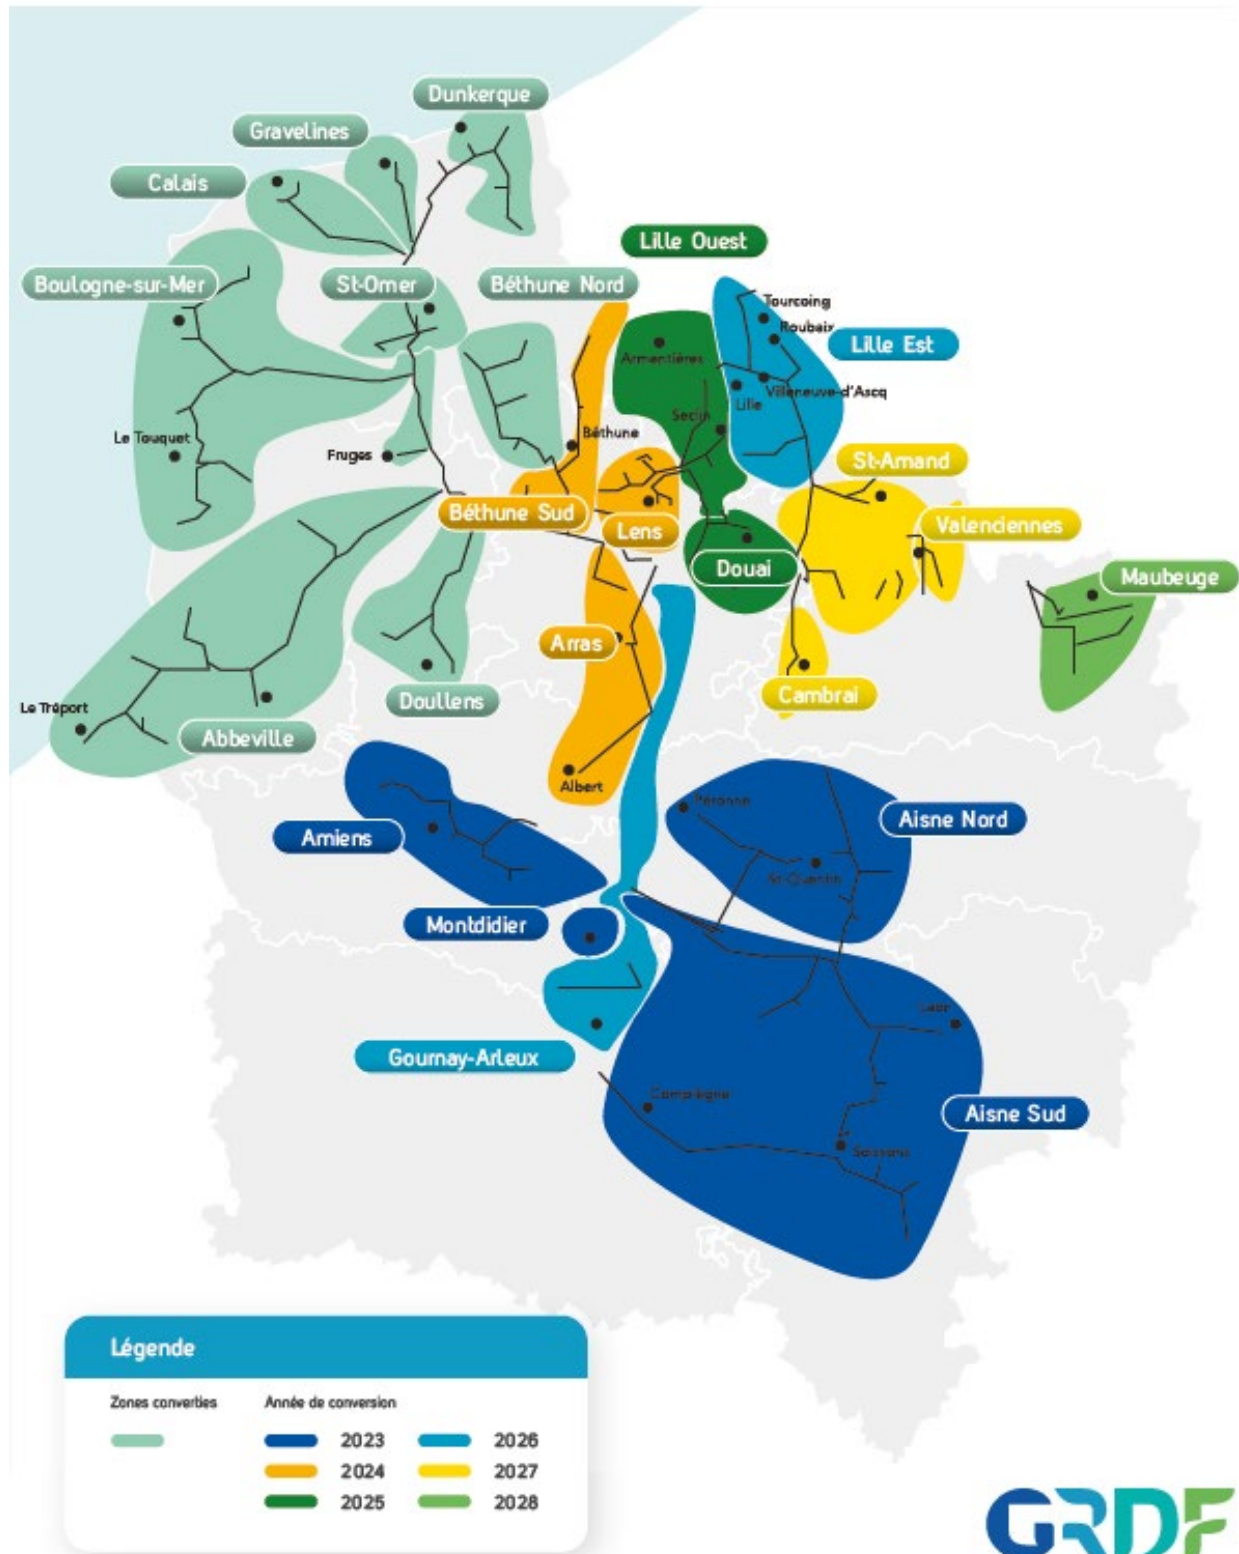 Dunkerque
Gravelines
Calais
Lille Ouest
Boulogne-sur-Mer
St-Omer
Béthune Nord
Tourcoing
Roubaix
Lille Est
Armentières
Villeneuve-d'Ascq
Lille
Seclin
Le Touquet
Béthune
Fruges
St-Amand
Béthune Sud
Lens
Valenciennes
Douai
Maubeuge
Arras
Cambrai
Doullens
Le Tréport
Abbeville
Albert
Péronne
Aisne Nord
Amiens
St-Quentin
Montdidier
Laon
Gournay-Arleux
Compiègne
Aisne Sud
Soissons
Légende
Zones converties
Année de conversion
2023
2026
2024
2027
2025
2028
GRDF